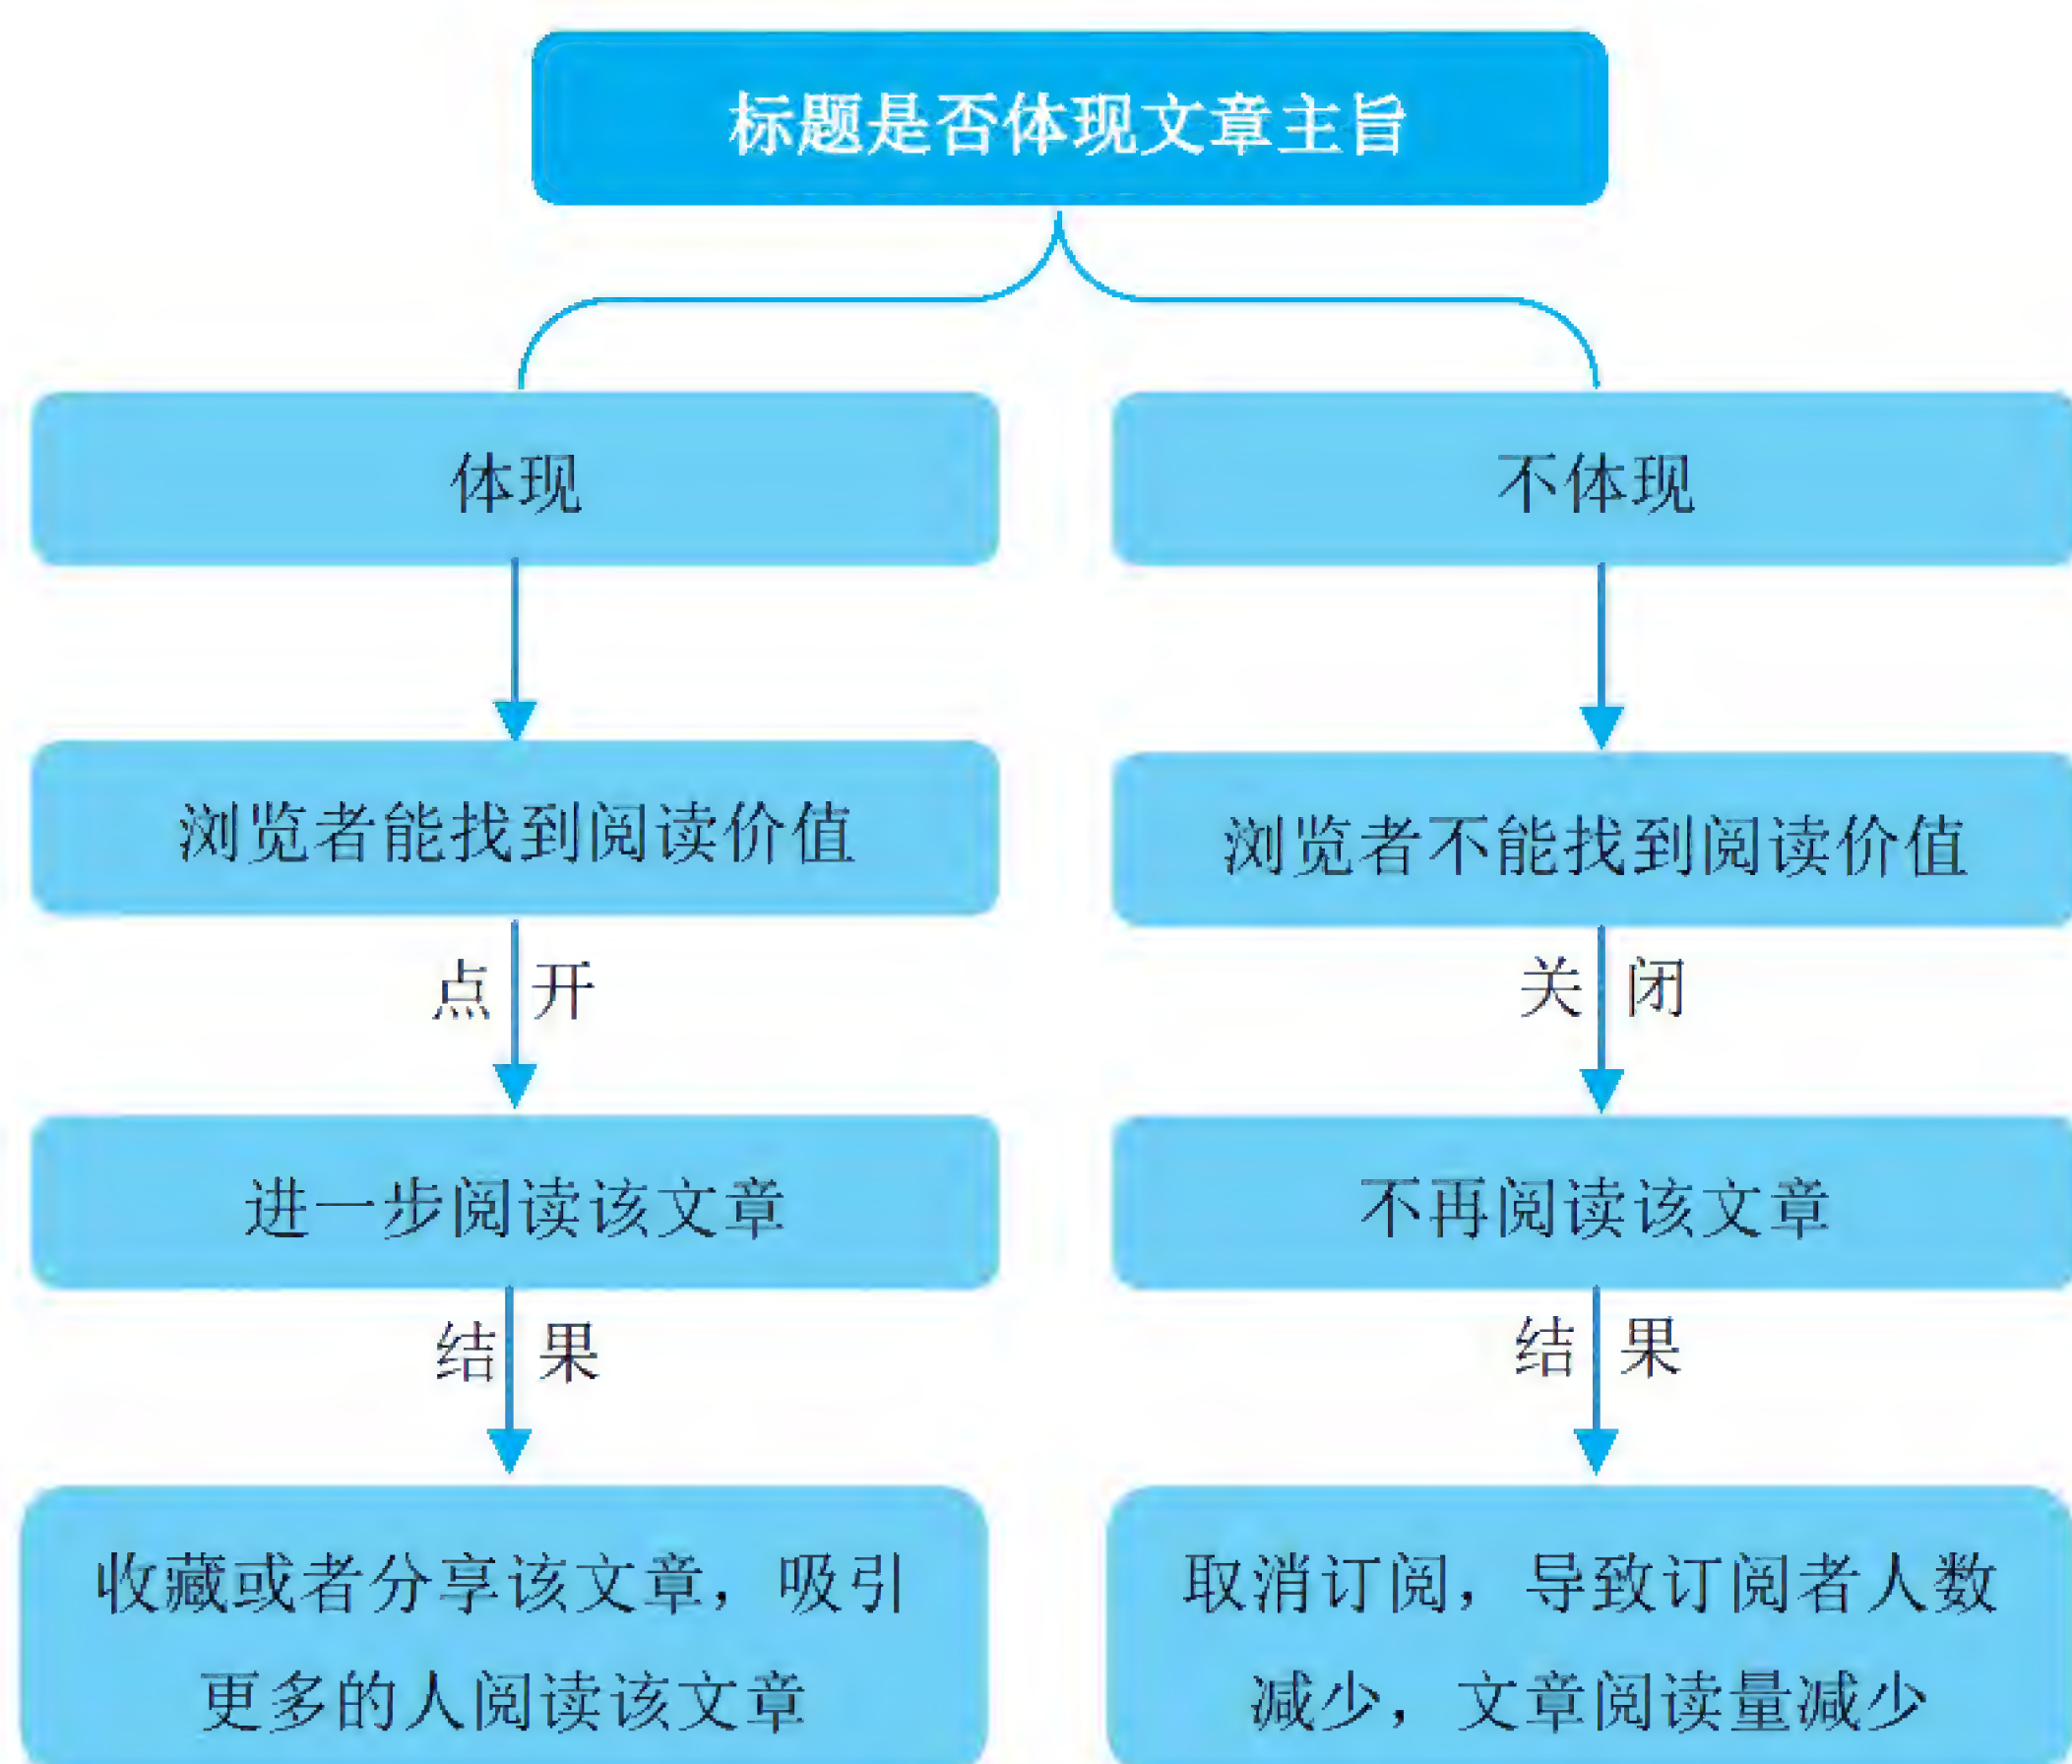 标题是否体现文章主旨
体现
不体现
浏览者能找到阅读价值
浏览者不能找到阅读价值
点开
关闭
进一步阅读该文章
不再阅读该文章
结果
结果
收藏或者分享该文章，吸引
更多的人阅读该文章
取消订阅，导致订阅者人数
减少，文章阅读量减少